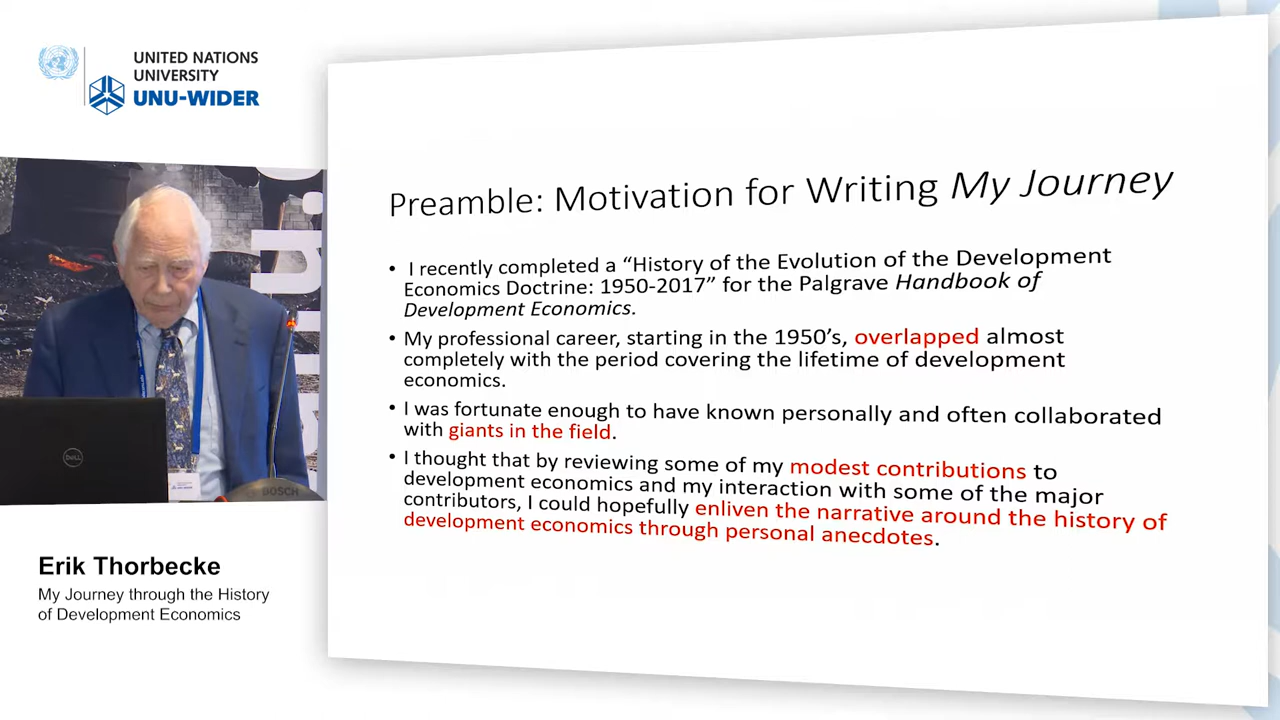 UNITED NATIONS
UNIVERSITY
UNU-WIDER
DELL
BOSCH
Erik Thorbecke
My Journey through the History
of Development Economics
Preamble: Motivation for Writing My Journey
• I recently completed a “History of the Evolution of the Development
Economics Doctrine: 1950-2017” for the Palgrave Handbook of
Development Economics.
• My professional career, starting in the 1950’s, overlapped almost
completely with the period covering the lifetime of development
economics.
• I was fortunate enough to have known personally and often collaborated
with giants in the field.
• I thought that by reviewing some of my modest contributions to
development economics and my interaction with some of the major
contributors, I could hopefully enliven the narrative around the history of
development economics through personal anecdotes.